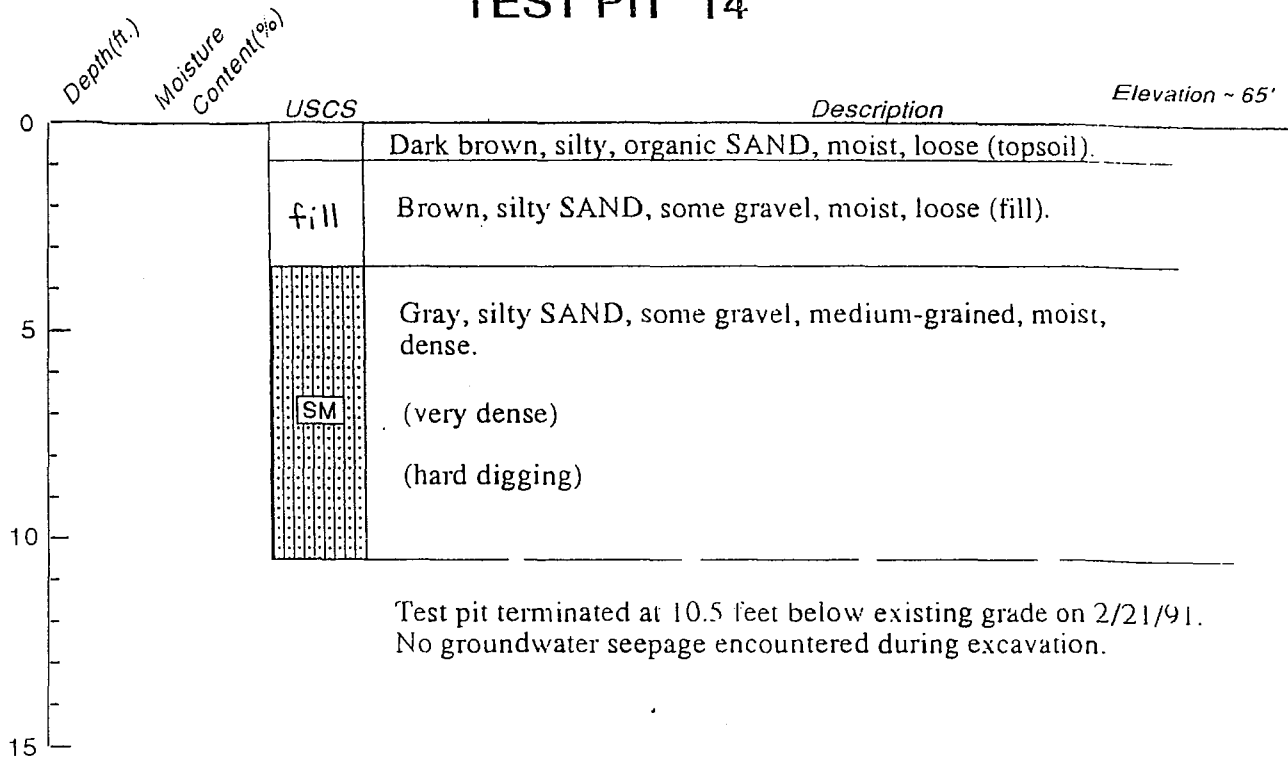 TEST PIT 14
Depth(ft.)
Moisture
Content(%)
USCS
Description
Elevation ~ 65'
0
Dark brown, silty, organic SAND, moist, loose (topsoil).
fill
Brown, silty SAND, some gravel, moist, loose (fill).
5
Gray, silty SAND, some gravel, medium-grained, moist,
dense.
SM
(very dense)
(hard digging)
10
Test pit terminated at 10.5 feet below existing grade on 2/21/91.
No groundwater seepage encountered during excavation.
15